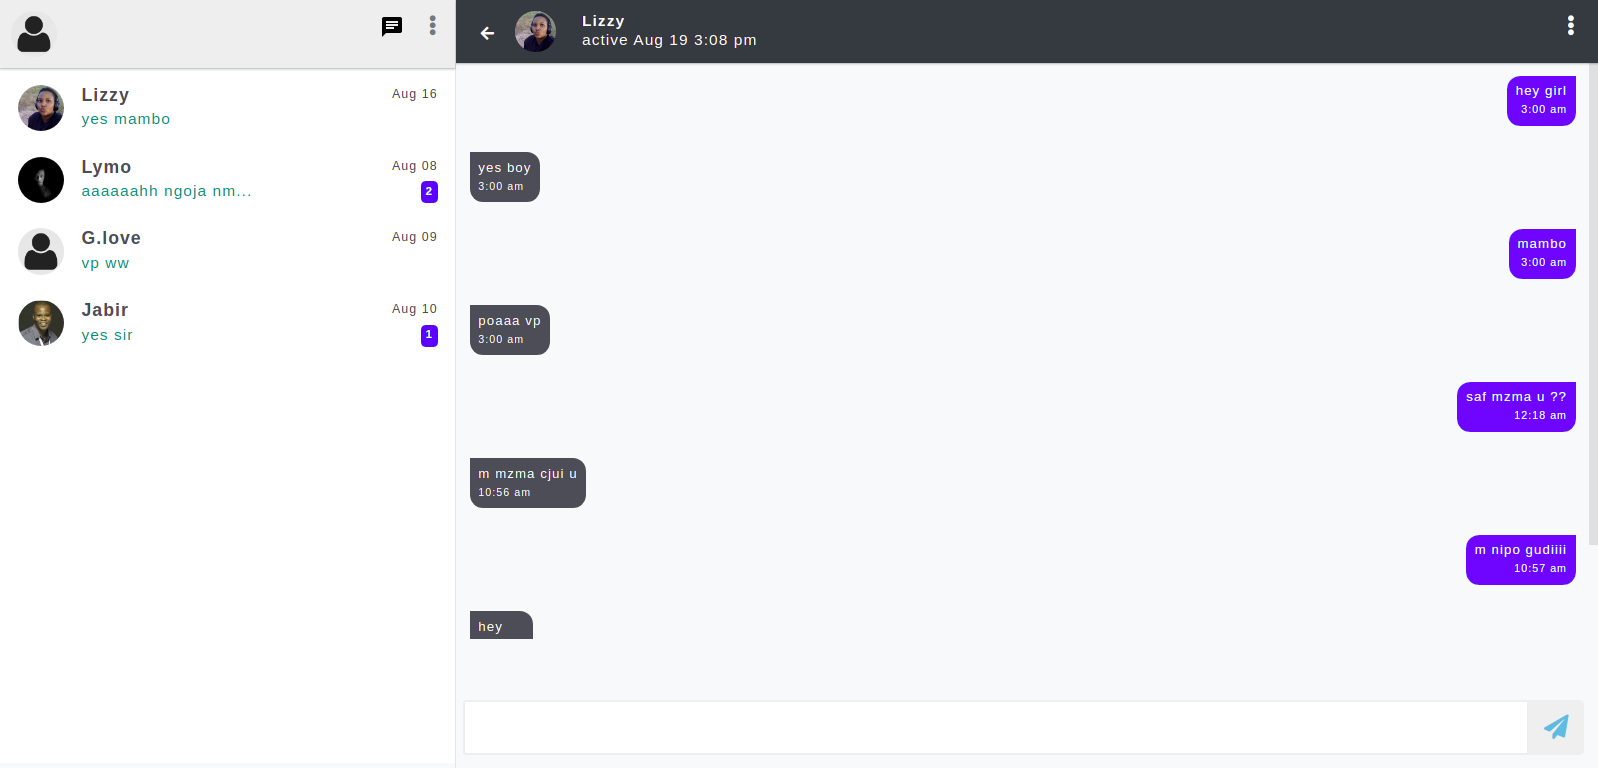 Lizzy
Aug 16
yes mambo
Lymo
Aug 08
aaaaaahh ngoja nm...
2
G.love
Aug 09
vp ww
Jabir
Aug 10
yes sir
1
Lizzy
active Aug 19 3:08 pm
hey girl
3:00 am
yes boy
3:00 am
mambo
3:00 am
poaaa vp
3:00 am
saf mzma u ??
12:18 am
m mzma cjui u
10:56 am
m nipo gudiiii
10:57 am
hey